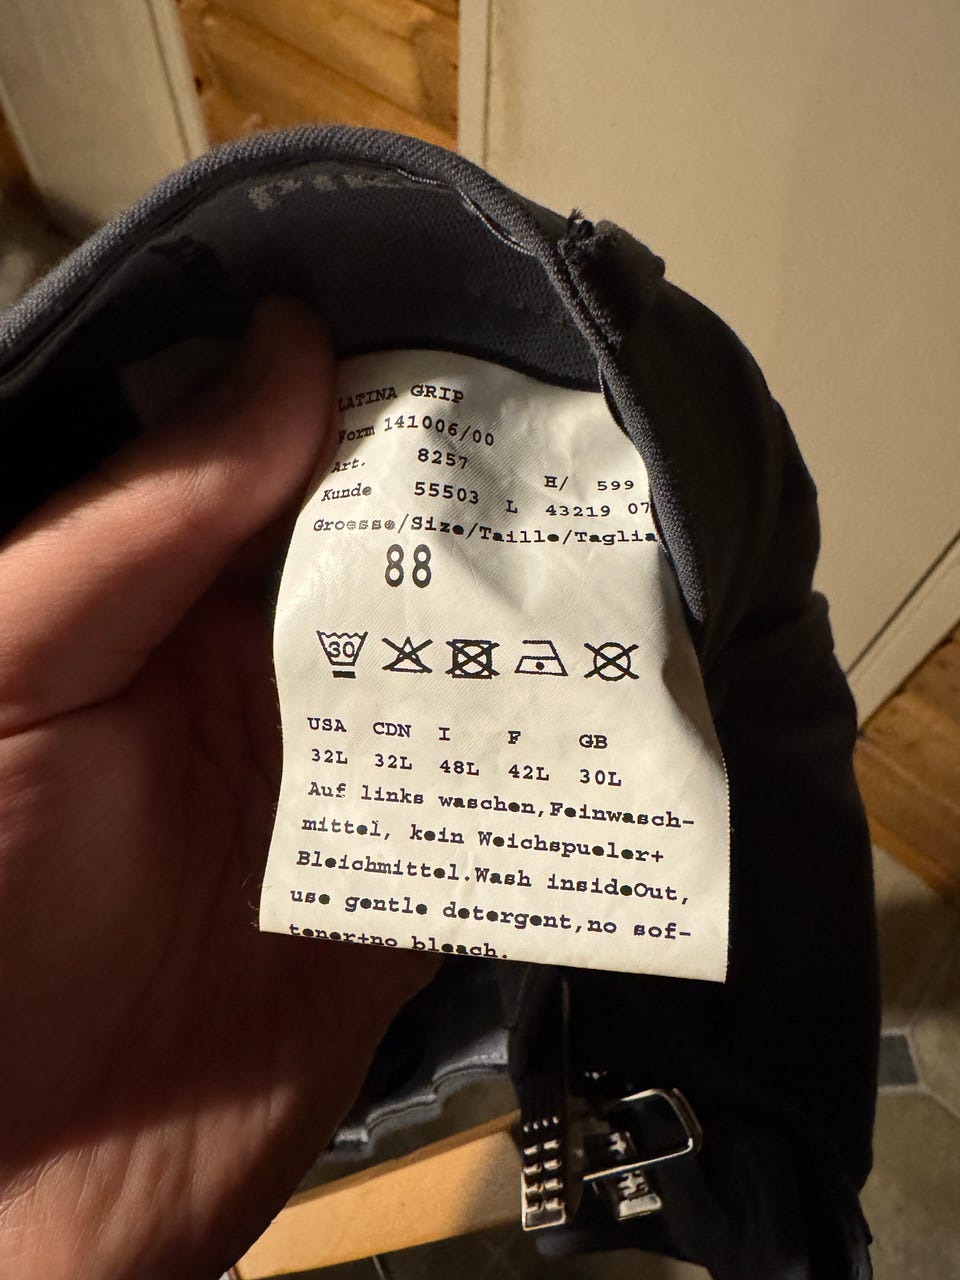 LATINA GRIP
Form 141006/00
Art. 8257 H/ 599
Kunde 55503 L 43219 07
Groesse/Size/Taille/Taglia
88
30
USA CDN I F GB
32L 32L 48L 42L 30L
Auf links waschen,Feinwasch-
mittel, kein Weichspueler+
Bleichmittel.Wash insideOut,
use gentle detergent,no sof-
tener+no bleach.